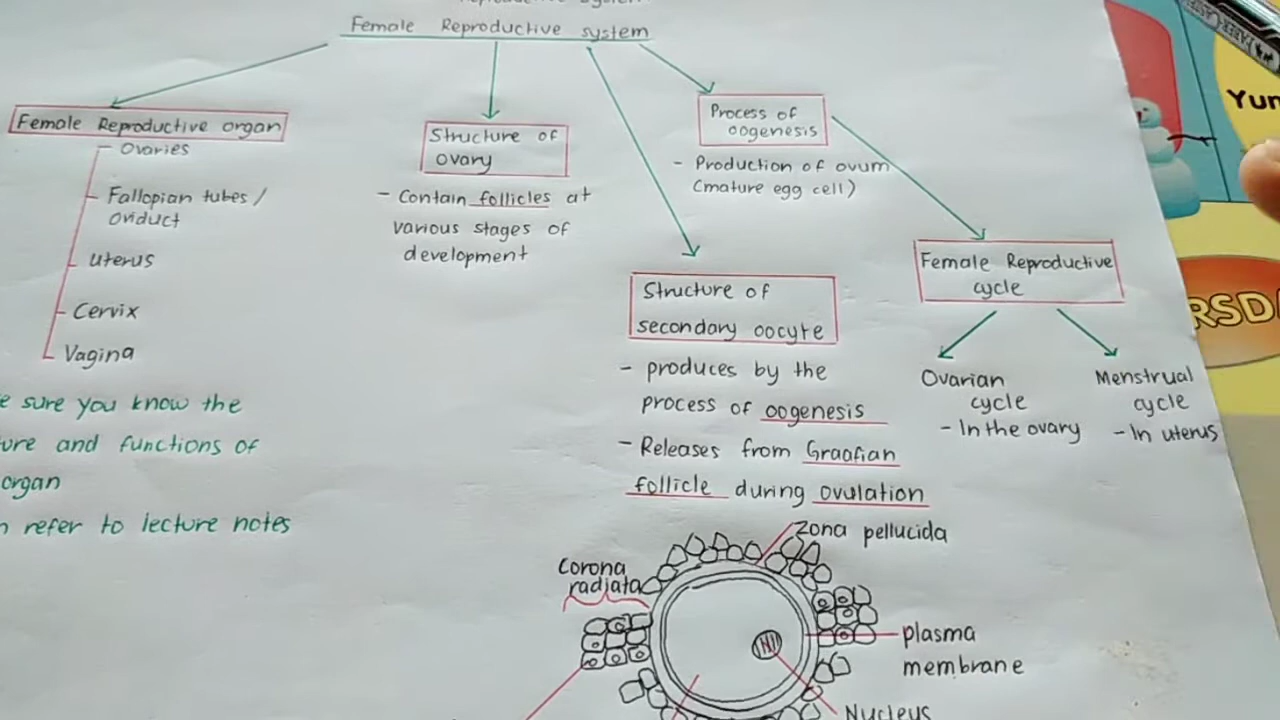 Female Reproductive system
Female Reproductive organ
- Ovaries
- Fallopian tubes /
oviduct
- uterus
- Cervix
- Vagina
sure you know the
and functions of
organ
refer to lecture notes
Structure of
ovary
- Contain follicles at
various stages of
development
Process of
oogenesis
- Production of ovum
(mature egg cell)
Structure of
secondary oocyte
- produces by the
process of oogenesis
- Releases from Graafian
follicle during ovulation
Female Reproductive
cycle
Ovarian
cycle
- In the ovary
Menstrual
cycle
- In uterus
Zona pellucida
Corona
radiata
plasma
membrane
Nucleus
FABER-CASTELL
Yum